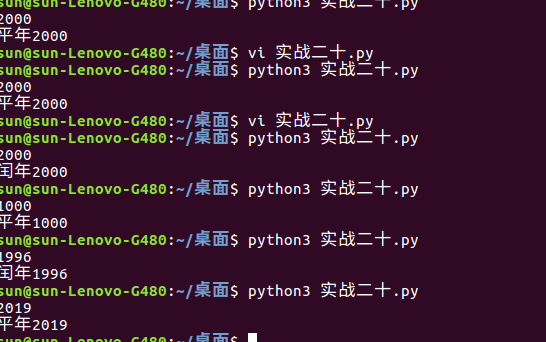 sun@sun-Lenovo-G480:~/桌面$ python3 实战二十.py
2000
平年2000
sun@sun-Lenovo-G480:~/桌面$ vi 实战二十.py
sun@sun-Lenovo-G480:~/桌面$ python3 实战二十.py
2000
平年2000
sun@sun-Lenovo-G480:~/桌面$ vi 实战二十.py
sun@sun-Lenovo-G480:~/桌面$ python3 实战二十.py
2000
闰年2000
sun@sun-Lenovo-G480:~/桌面$ python3 实战二十.py
1000
平年1000
sun@sun-Lenovo-G480:~/桌面$ python3 实战二十.py
1996
闰年1996
sun@sun-Lenovo-G480:~/桌面$ python3 实战二十.py
2019
平年2019
sun@sun-Lenovo-G480:~/桌面$